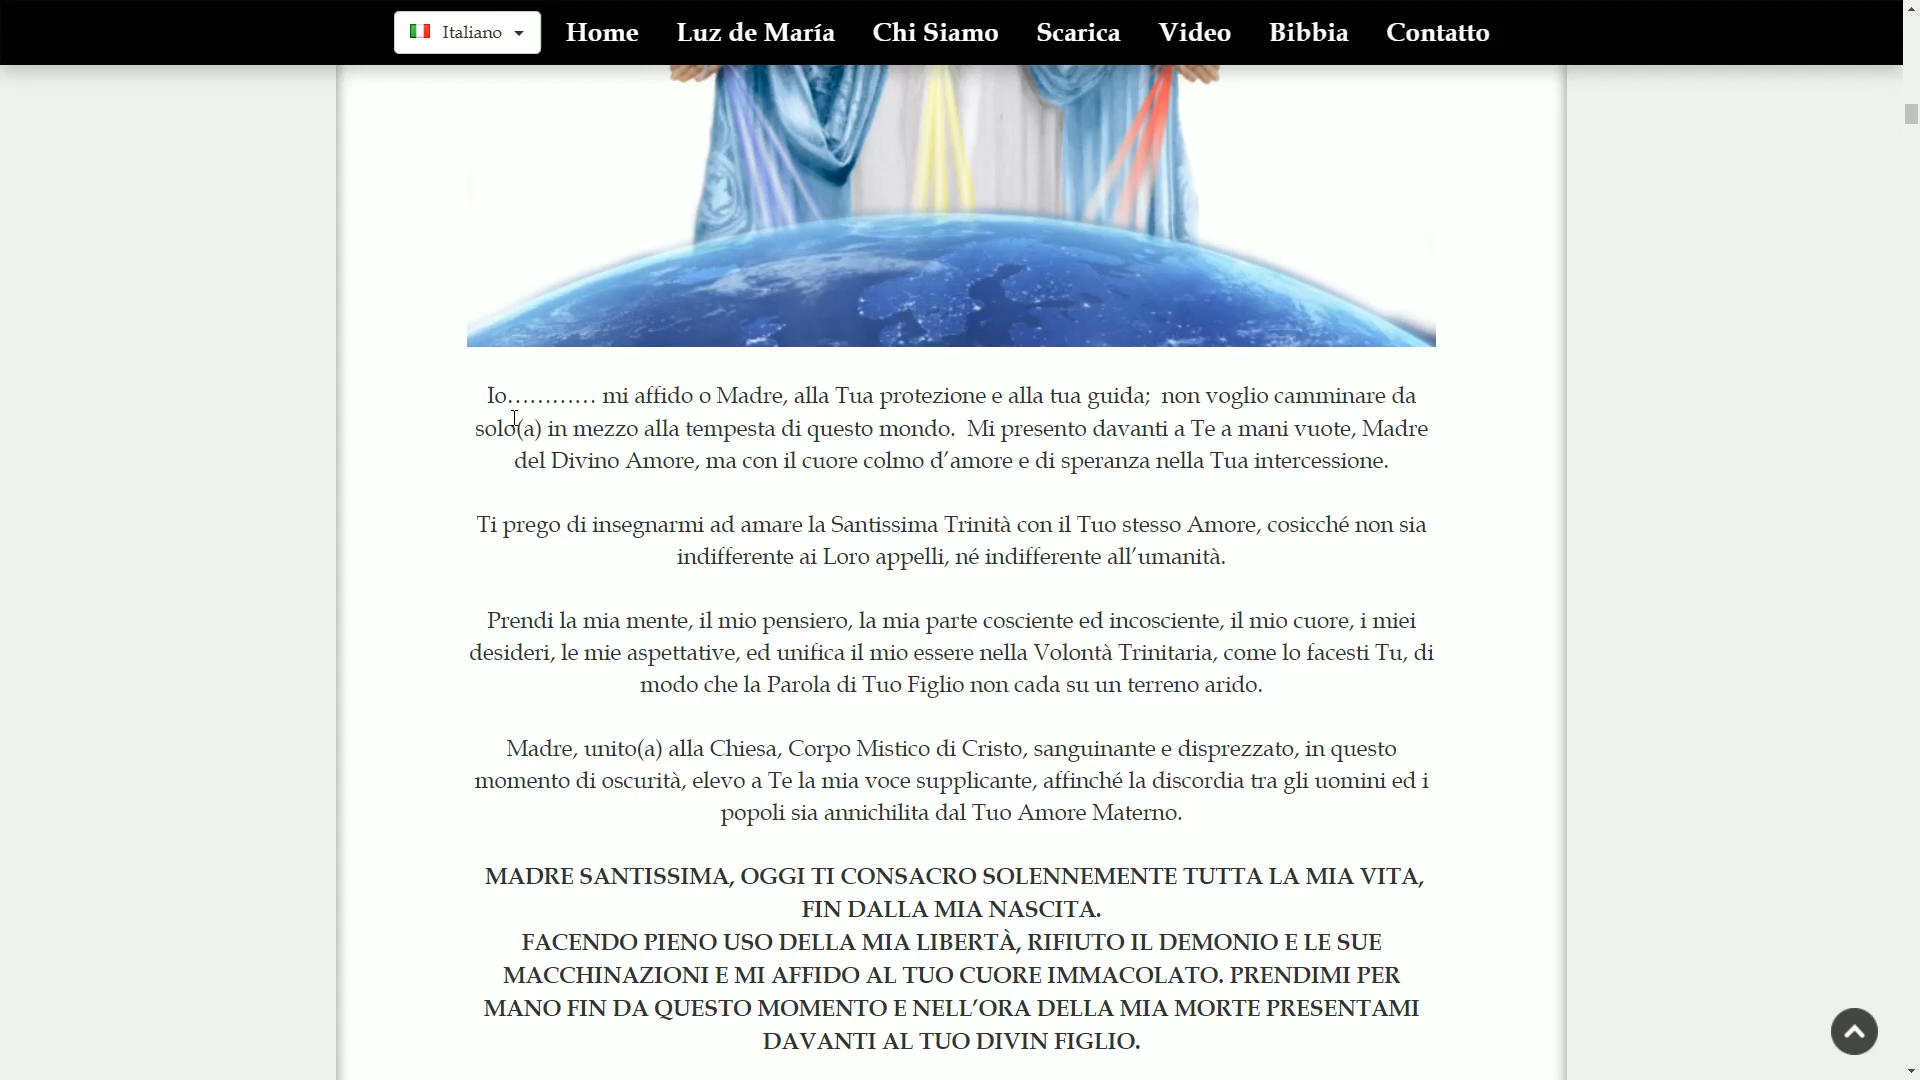 Italiano Home Luz de María Chi Siamo Scarica Video Bibbia Contatto
Io………… mi affido o Madre, alla Tua protezione e alla tua guida;  non voglio camminare da
solo(a) in mezzo alla tempesta di questo mondo.  Mi presento davanti a Te a mani vuote, Madre
del Divino Amore, ma con il cuore colmo d’amore e di speranza nella Tua intercessione.
Ti prego di insegnarmi ad amare la Santissima Trinità con il Tuo stesso Amore, cosicché non sia
indifferente ai Loro appelli, né indifferente all’umanità.
Prendi la mia mente, il mio pensiero, la mia parte cosciente ed incosciente, il mio cuore, i miei
desideri, le mie aspettative, ed unifica il mio essere nella Volontà Trinitaria, come lo facesti Tu, di
modo che la Parola di Tuo Figlio non cada su un terreno arido.
Madre, unito(a) alla Chiesa, Corpo Mistico di Cristo, sanguinante e disprezzato, in questo
momento di oscurità, elevo a Te la mia voce supplicante, affinché la discordia tra gli uomini ed i
popoli sia annichilita dal Tuo Amore Materno.
MADRE SANTISSIMA, OGGI TI CONSACRO SOLENNEMENTE TUTTA LA MIA VITA,
FIN DALLA MIA NASCITA.
FACENDO PIENO USO DELLA MIA LIBERTÀ, RIFIUTO IL DEMONIO E LE SUE
MACCHINAZIONI E MI AFFIDO AL TUO CUORE IMMACOLATO. PRENDIMI PER
MANO FIN DA QUESTO MOMENTO E NELL’ORA DELLA MIA MORTE PRESENTAMI
DAVANTI AL TUO DIVIN FIGLIO.